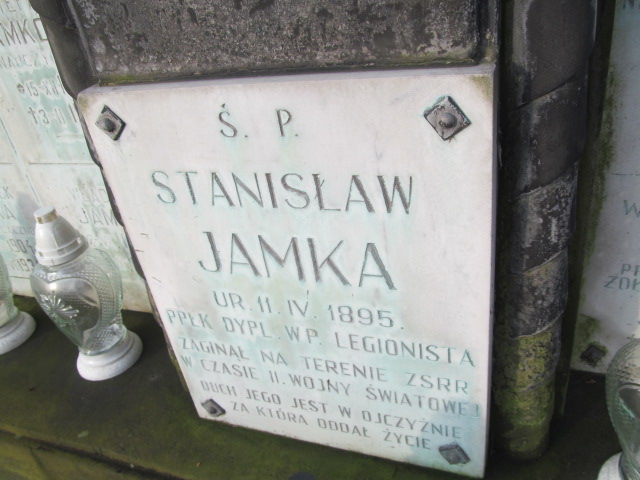 Ś. P.
STANISŁAW
JAMKA
UR. 11. IV. 1895.
PPŁK DYPL. W.P. LEGIONISTA
ZAGINĄŁ NA TERENIE ZSRR
W CZASIE II. WOJNY ŚWIATOWEJ
DUCH JEGO JEST W OJCZYŹNIE
ZA KTÓRĄ ODDAŁ ŻYCIE